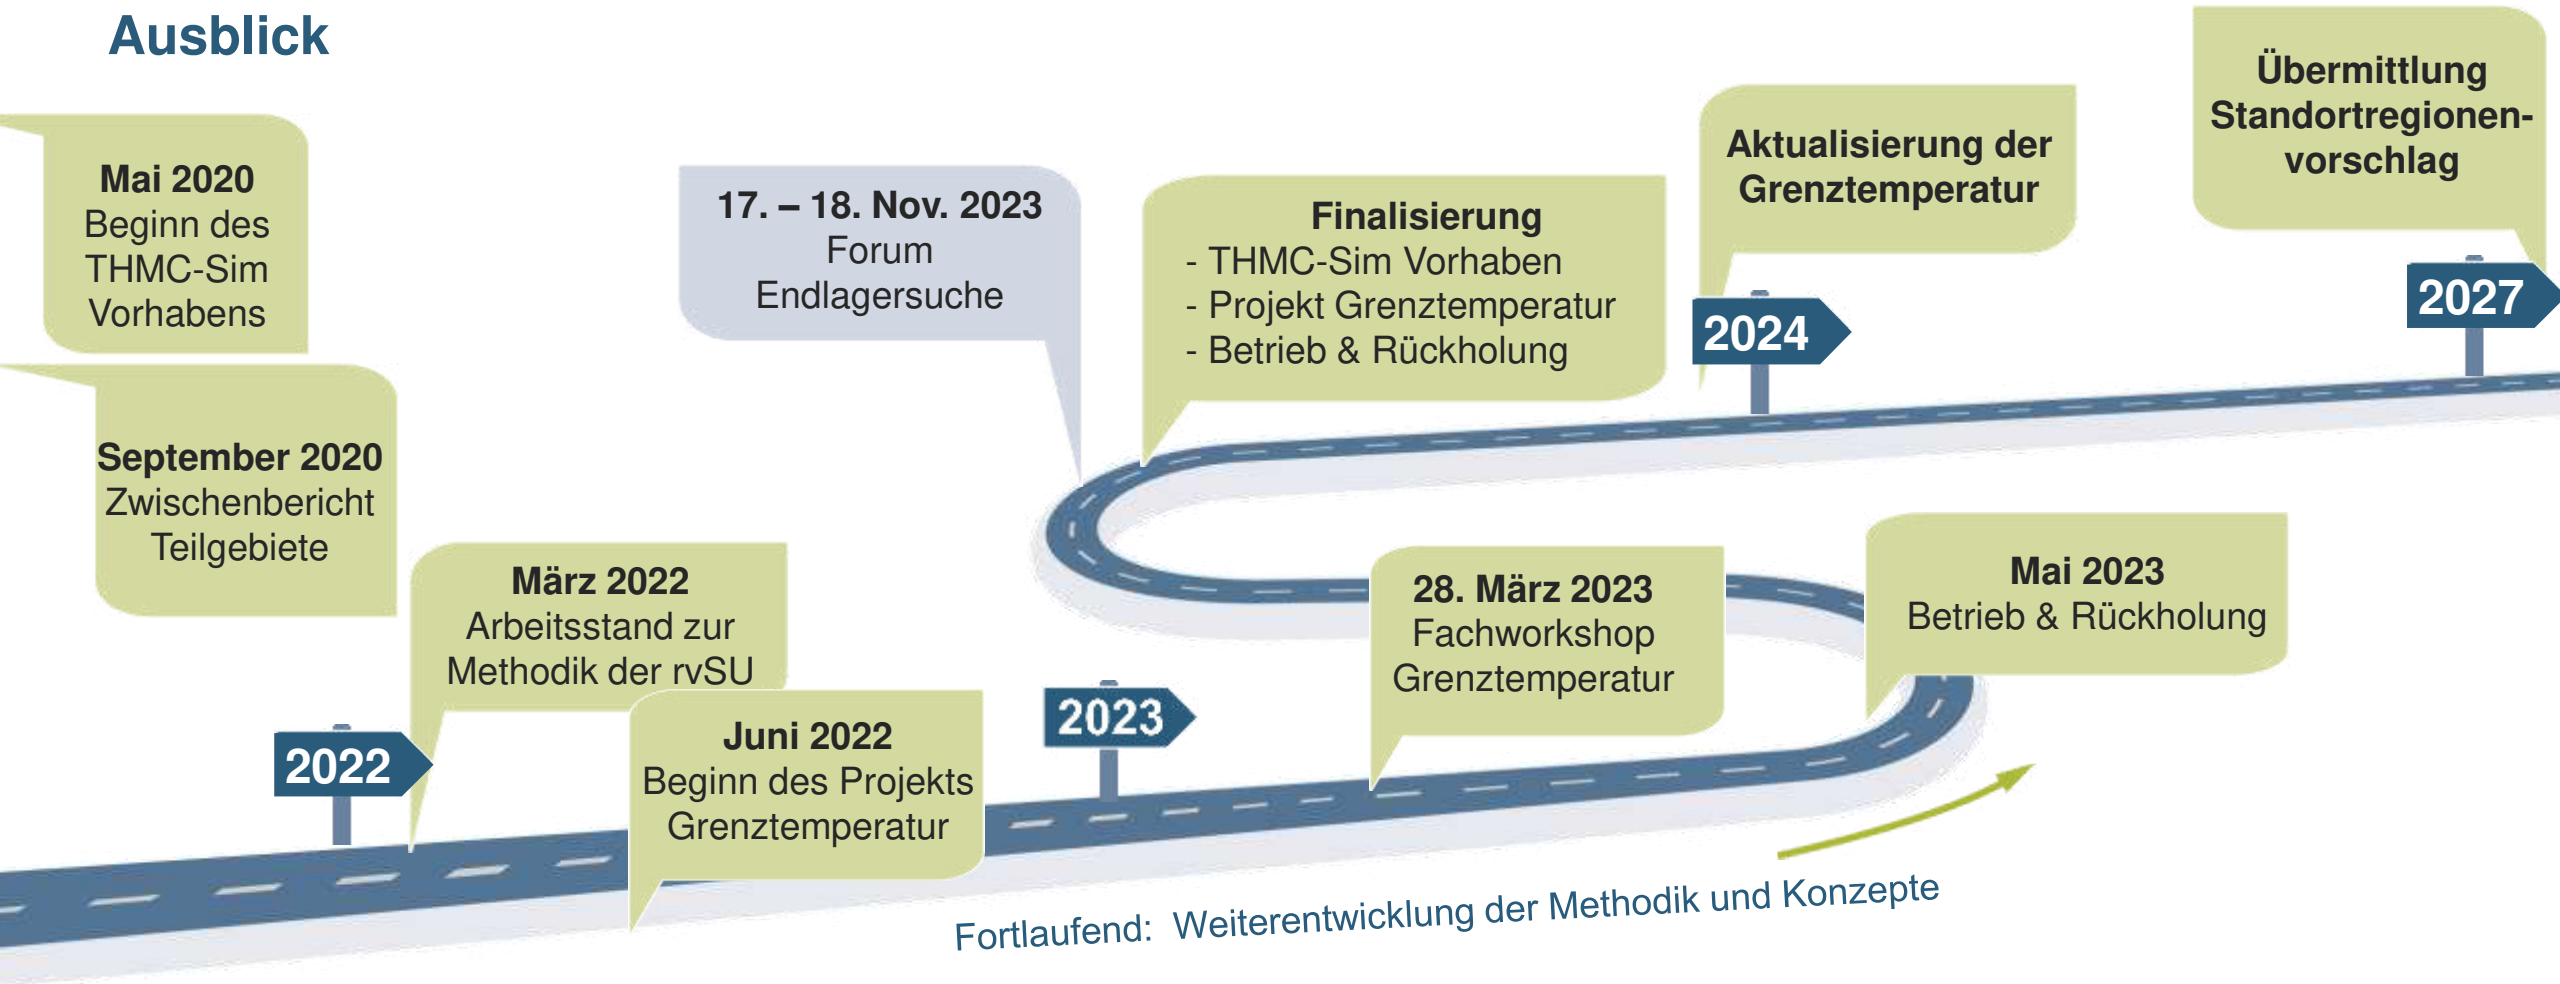 Ausblick
Mai 2020
Beginn des
THMC-Sim
Vorhabens
September 2020
Zwischenbericht
Teilgebiete
2022
März 2022
Arbeitsstand zur
Methodik der rvSU
Juni 2022
Beginn des Projekts
Grenztemperatur
2023
28. März 2023
Fachworkshop
Grenztemperatur
Mai 2023
Betrieb & Rückholung
17. – 18. Nov. 2023
Forum
Endlagersuche
Finalisierung
- THMC-Sim Vorhaben
- Projekt Grenztemperatur
- Betrieb & Rückholung
2024
Aktualisierung der
Grenztemperatur
Übermittlung
Standortregionen-
vorschlag
2027
Fortlaufend: Weiterentwicklung der Methodik und Konzepte